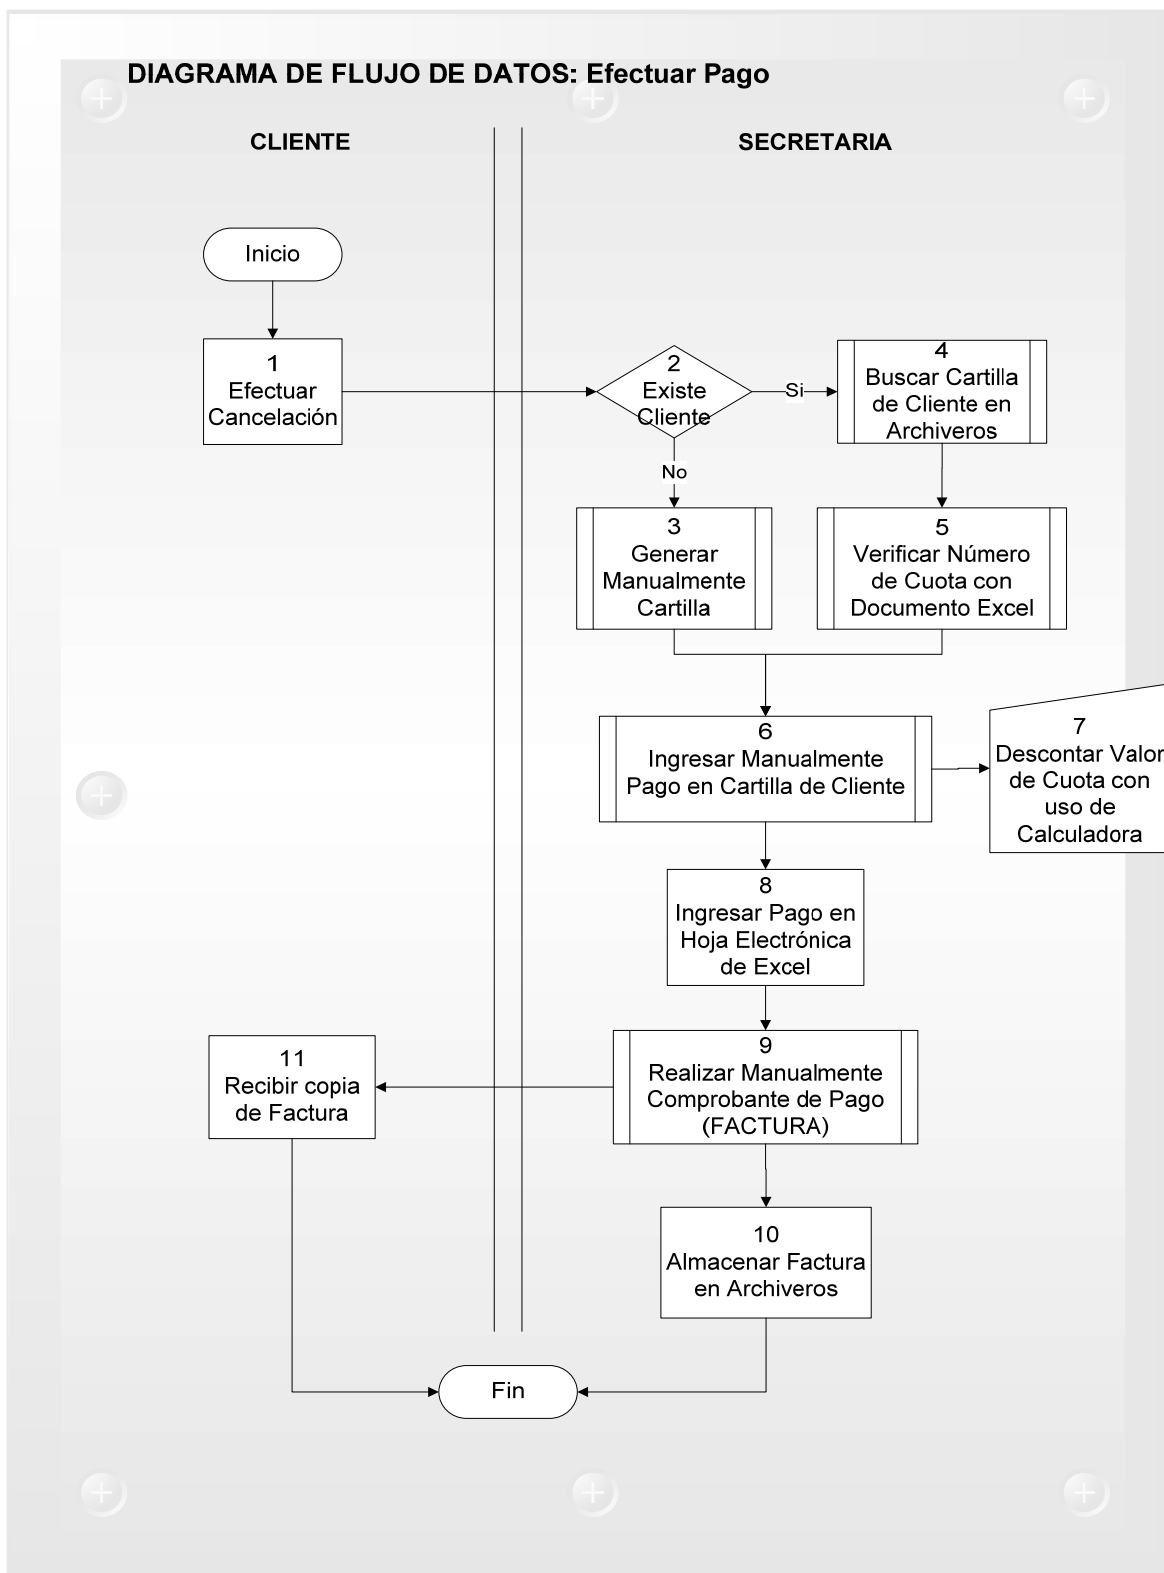 DIAGRAMA DE FLUJO DE DATOS: Efectuar Pago
CLIENTE
SECRETARIA
Inicio
1
Efectuar
Cancelación
2
Existe
Cliente
Si
4
Buscar Cartilla
de Cliente en
Archiveros
No
3
Generar
Manualmente
Cartilla
5
Verificar Número
de Cuota con
Documento Excel
6
Ingresar Manualmente
Pago en Cartilla de Cliente
7
Descontar Valor
de Cuota con
uso de
Calculadora
8
Ingresar Pago en
Hoja Electrónica
de Excel
9
Realizar Manualmente
Comprobante de Pago
(FACTURA)
11
Recibir copia
de Factura
10
Almacenar Factura
en Archiveros
Fin